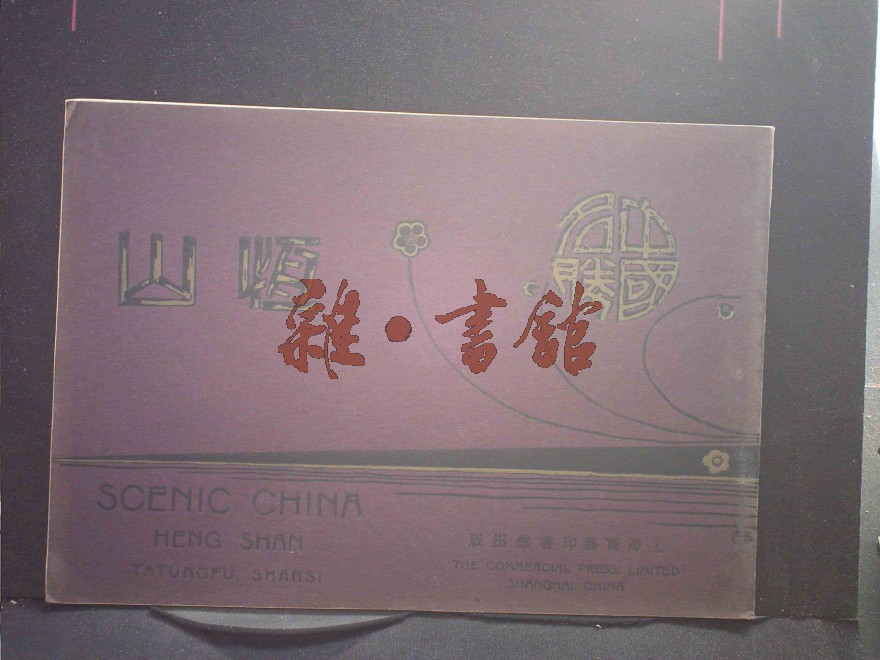 中國名勝
恆山
雜·書館
SCENIC CHINA
HENG SHAN
TATUNGFU, SHANSI
上海商務印書館出版
THE COMMERCIAL PRESS, LIMITED
SHANGHAI CHINA